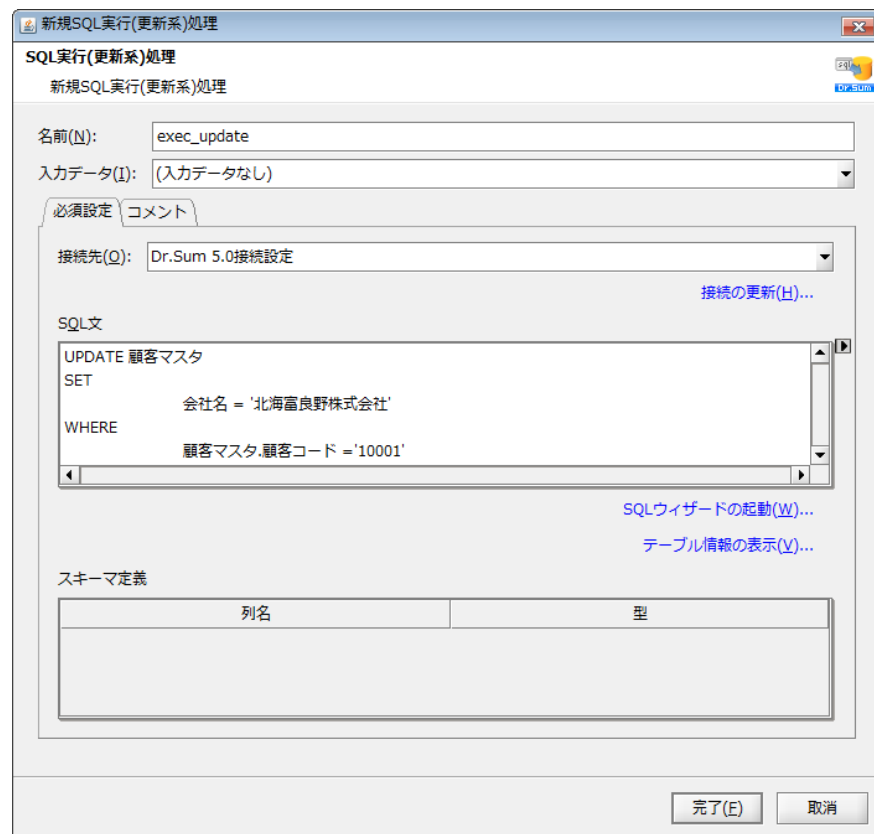 新規SQL実行(更新系)処理
SQL実行(更新系)処理
新規SQL実行(更新系)処理
sql
Dr.Sum
名前(N): exec_update
入力データ(I): (入力データなし)
必須設定 コメント
接続先(O): Dr.Sum 5.0接続設定
接続の更新(H)...
SQL文
UPDATE 顧客マスタ
SET
会社名 = '北海富良野株式会社'
WHERE
顧客マスタ.顧客コード ='10001'
SQLウィザードの起動(W)...
テーブル情報の表示(V)...
スキーマ定義
列名 型
完了(F) 取消